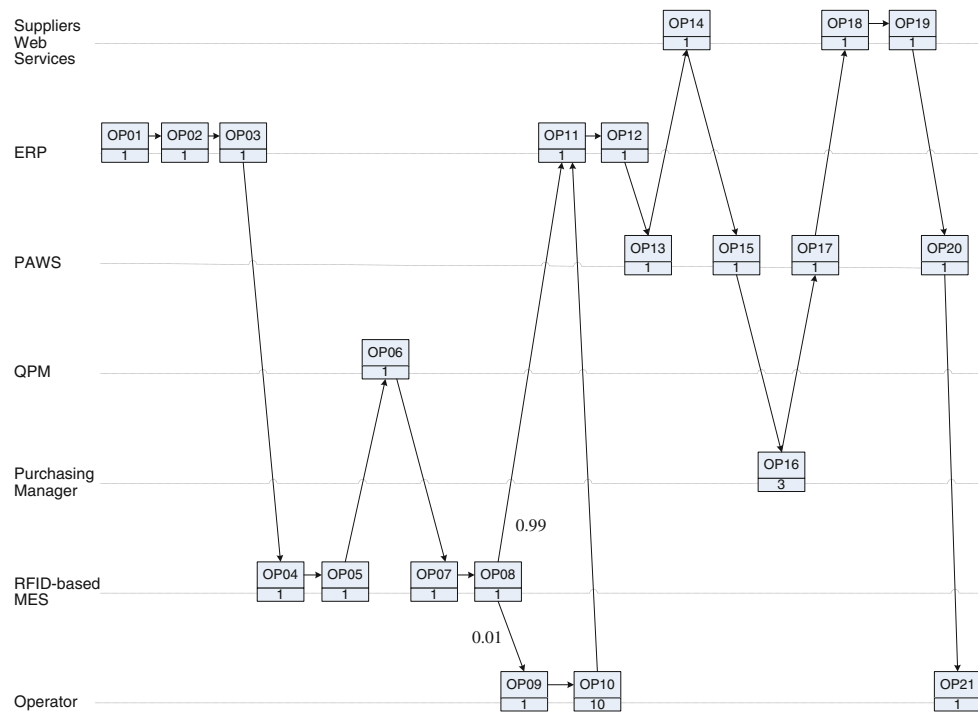 Suppliers
Web
Services
OP14
1
OP18
1
OP19
1
ERP
OP01
1
OP02
1
OP03
1
OP11
1
OP12
1
PAWS
OP13
1
OP15
1
OP17
1
OP20
1
QPM
OP06
1
Purchasing
Manager
OP16
3
0.99
RFID-based
MES
OP04
1
OP05
1
OP07
1
OP08
1
0.01
Operator
OP09
1
OP10
10
OP21
1